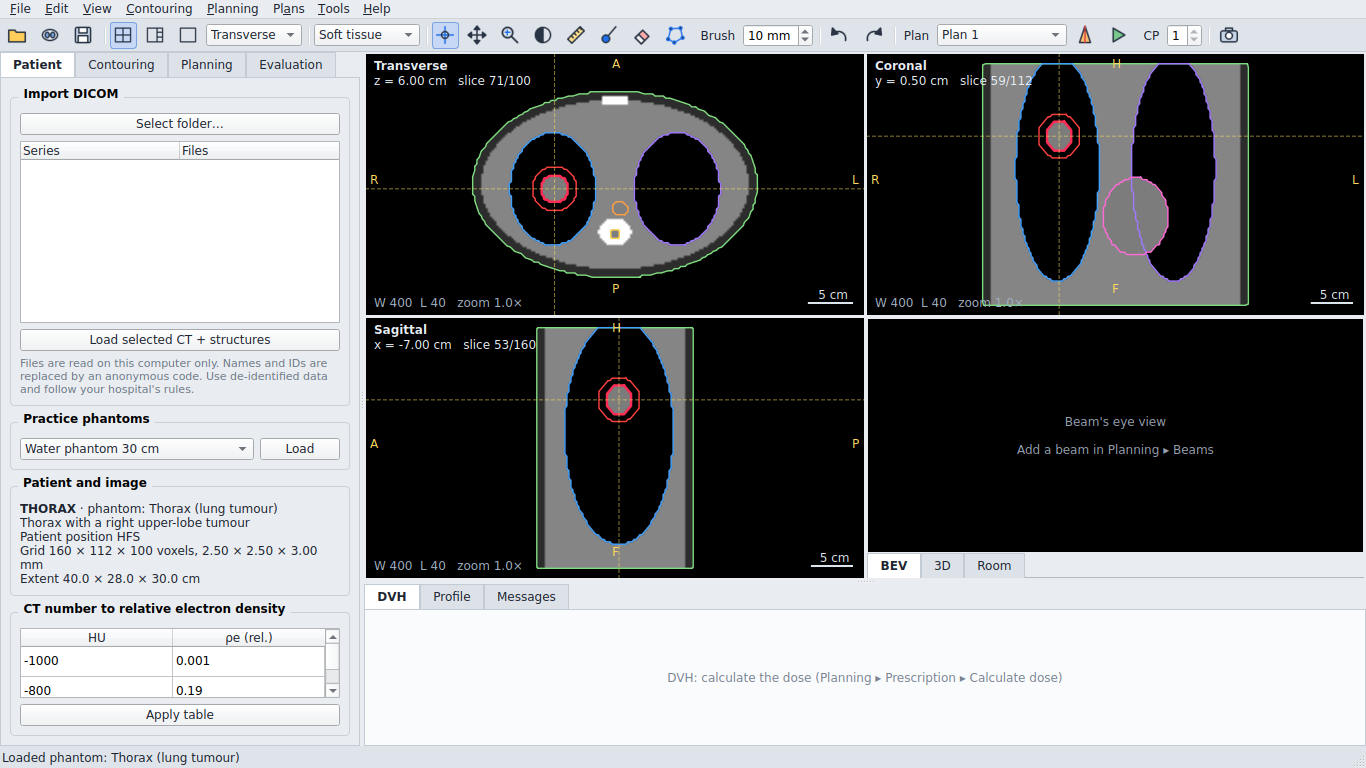 File Edit View Contouring Planning Plans Tools Help
Transverse Soft tissue Brush 10 mm Plan Plan 1 CP 1
Patient Contouring Planning Evaluation
Import DICOM
Select folder...
Series Files
Load selected CT + structures
Files are read on this computer only. Names and IDs are
replaced by an anonymous code. Use de-identified data
and follow your hospital's rules.
Practice phantoms
Water phantom 30 cm Load
Patient and image
THORAX · phantom: Thorax (lung tumour)
Thorax with a right upper-lobe tumour
Patient position HFS
Grid 160 × 112 × 100 voxels, 2.50 × 2.50 × 3.00
mm
Extent 40.0 × 28.0 × 30.0 cm
CT number to relative electron density
HU ρe (rel.)
-1000 0.001
-800 0.19
Apply table
Transverse
z = 6.00 cm slice 71/100
A
R
L
P
W 400 L 40 zoom 1.0×
5 cm
Coronal
y = 0.50 cm slice 59/112
H
R
L
F
W 400 L 40 zoom 1.0×
5 cm
Sagittal
x = -7.00 cm slice 53/160
H
A
P
F
W 400 L 40 zoom 1.0×
5 cm
Beam's eye view
Add a beam in Planning ▸ Beams
BEV 3D Room
DVH Profile Messages
DVH: calculate the dose (Planning ▸ Prescription ▸ Calculate dose)
Loaded phantom: Thorax (lung tumour)